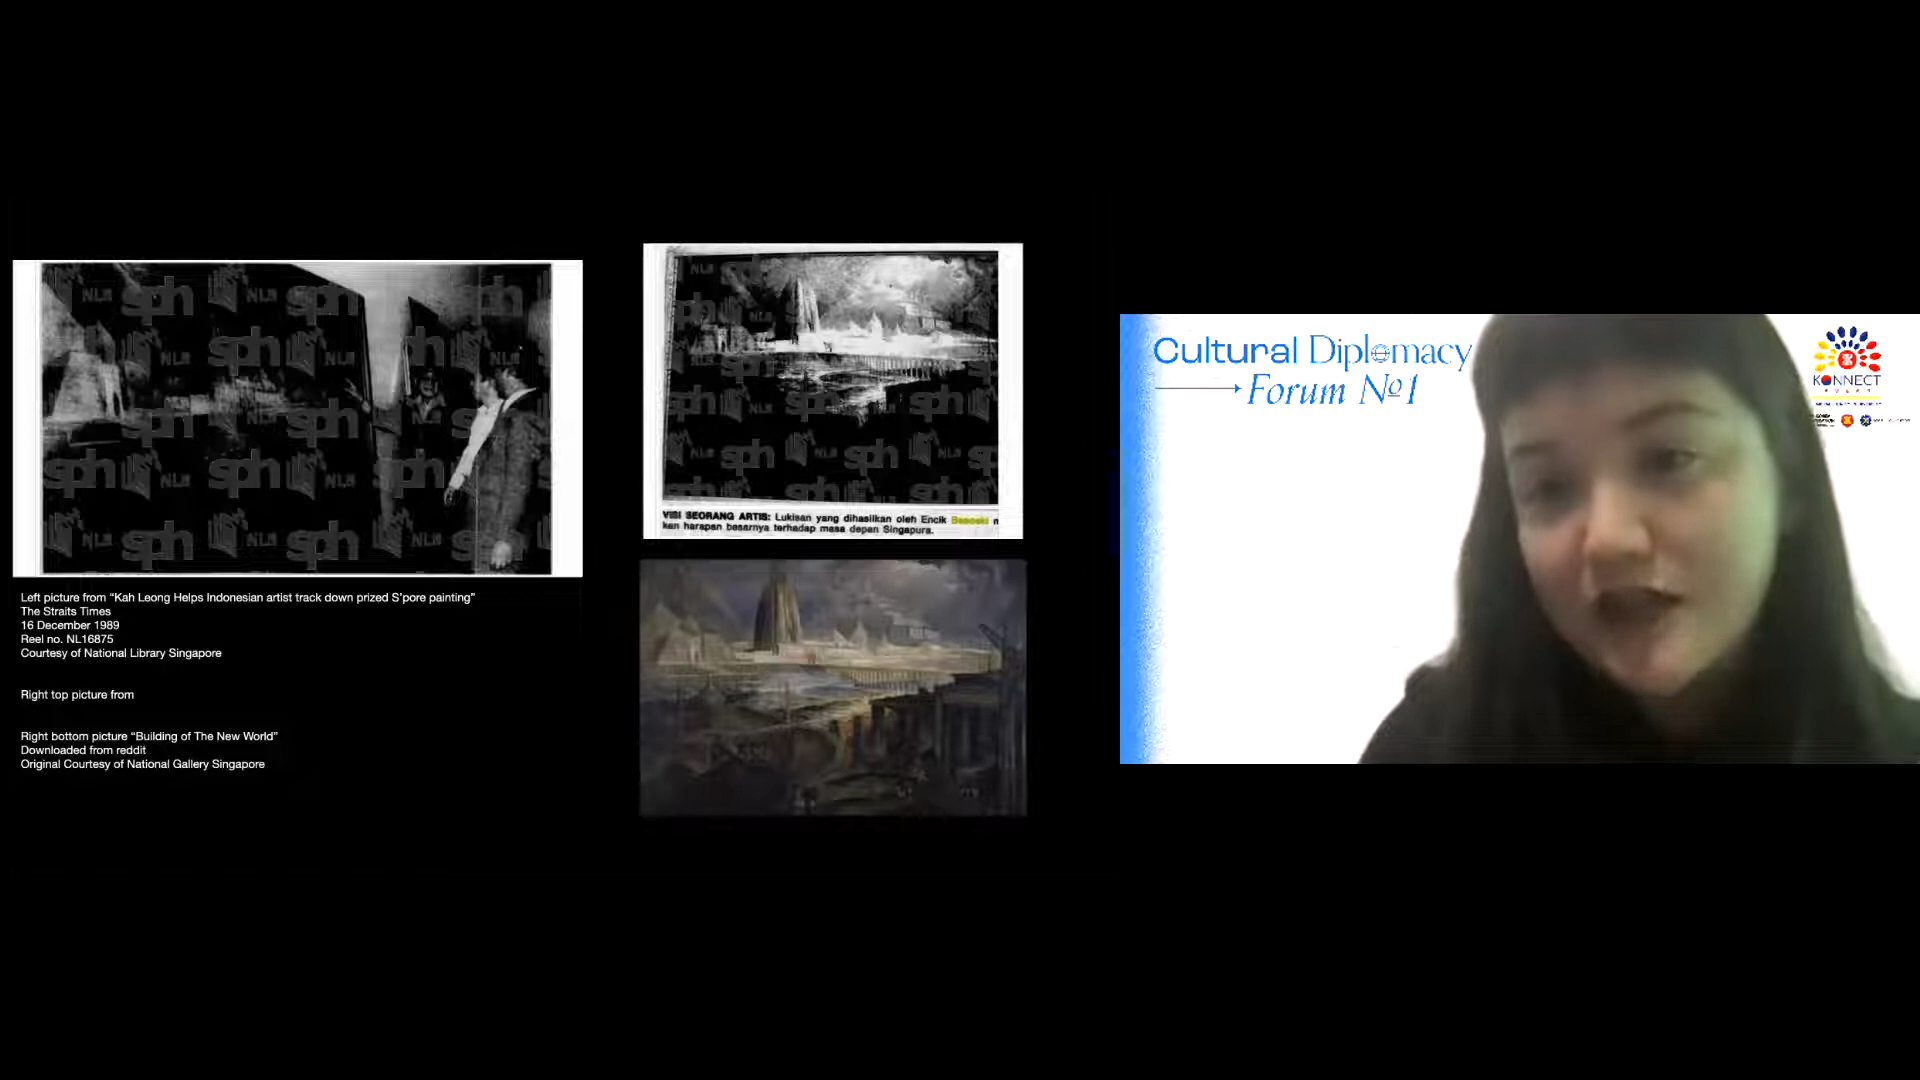 sph
NLB
VISI SEORANG ARTIS: Lukisan yang dihasilkan oleh Encik Basoeki
kan harapan besarnya terhadap masa depan Singapura.
Left picture from “Kah Leong Helps Indonesian artist track down prized S’pore painting”
The Straits Times
16 December 1989
Reel no. NL16875
Courtesy of National Library Singapore
Right top picture from
Right bottom picture “Building of The New World”
Downloaded from reddit
Original Courtesy of National Gallery Singapore
Cultural Diplomacy
Forum №1
KONNECT